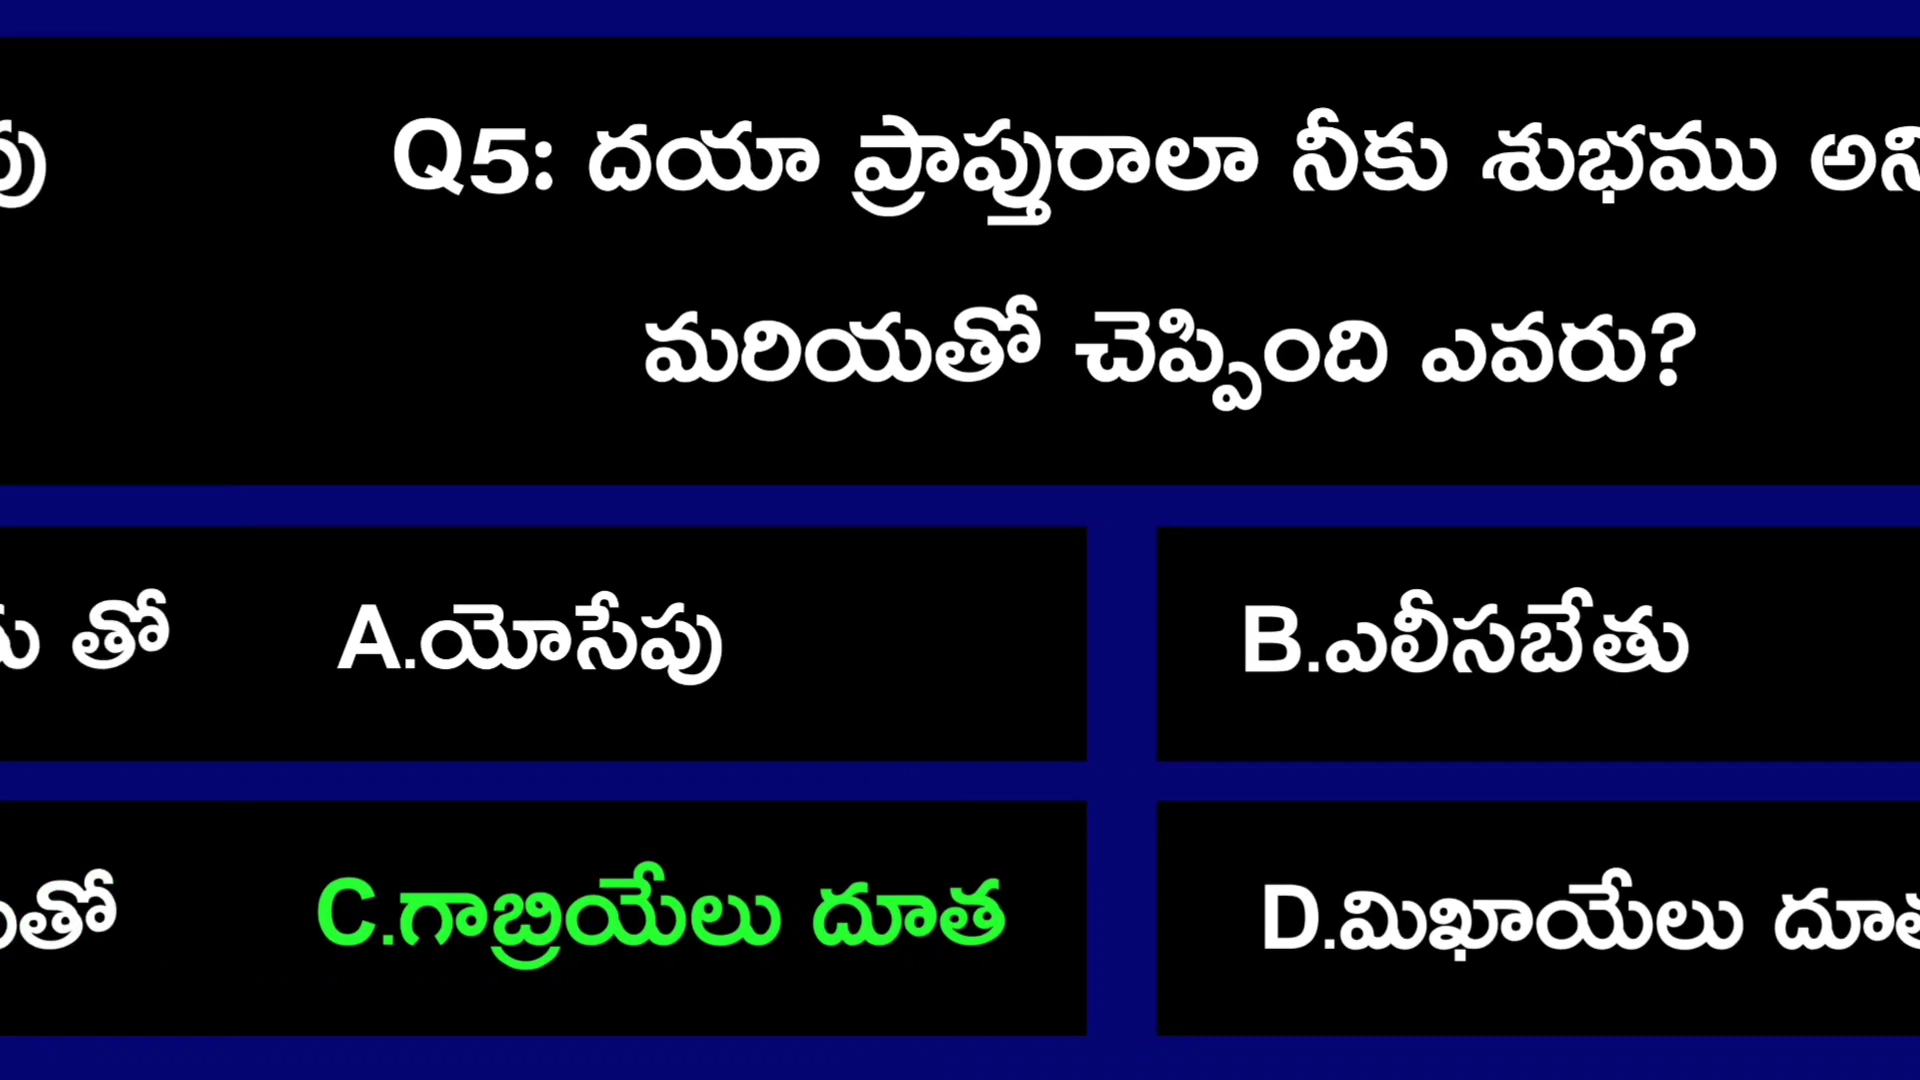 Q5: దయా ప్రాప్తురాలా నీకు శుభము
మరియతో చెప్పింది ఎవరు?
తో
A.యోసేపు
B.ఎలీసబేతు
C.గాబ్రియేలు దూత
D.మిఖాయేలు